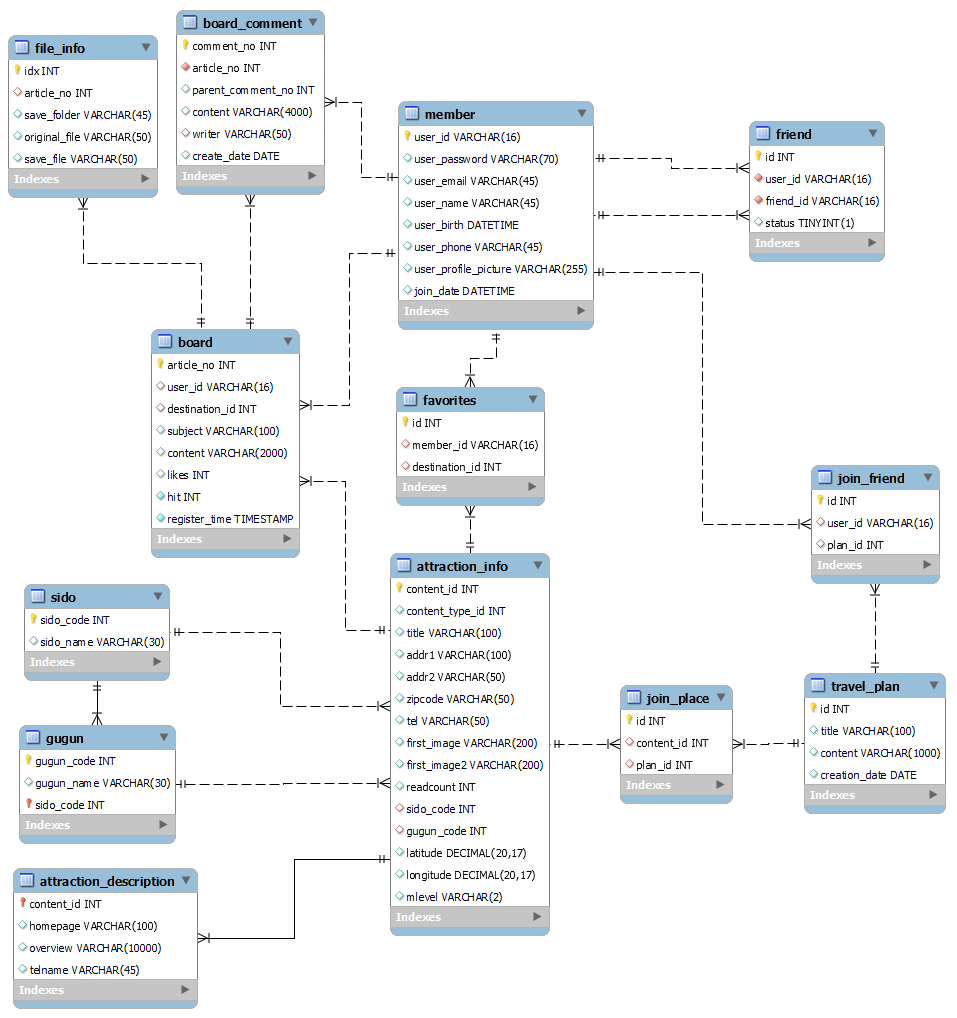 file_info
idx INT
article_no INT
save_folder VARCHAR(45)
original_file VARCHAR(50)
save_file VARCHAR(50)
Indexes
board_comment
comment_no INT
article_no INT
parent_comment_no INT
content VARCHAR(4000)
writer VARCHAR(50)
create_date DATE
Indexes
member
user_id VARCHAR(16)
user_password VARCHAR(70)
user_email VARCHAR(45)
user_name VARCHAR(45)
user_birth DATETIME
user_phone VARCHAR(45)
user_profile_picture VARCHAR(255)
join_date DATETIME
Indexes
friend
id INT
user_id VARCHAR(16)
friend_id VARCHAR(16)
status TINYINT(1)
Indexes
board
article_no INT
user_id VARCHAR(16)
destination_id INT
subject VARCHAR(100)
content VARCHAR(2000)
likes INT
hit INT
register_time TIMESTAMP
Indexes
favorites
id INT
member_id VARCHAR(16)
destination_id INT
Indexes
join_friend
id INT
user_id VARCHAR(16)
plan_id INT
Indexes
attraction_info
content_id INT
content_type_id INT
title VARCHAR(100)
addr1 VARCHAR(100)
addr2 VARCHAR(50)
zipcode VARCHAR(50)
tel VARCHAR(50)
first_image VARCHAR(200)
first_image2 VARCHAR(200)
readcount INT
sido_code INT
gugun_code INT
latitude DECIMAL(20,17)
longitude DECIMAL(20,17)
mlevel VARCHAR(2)
Indexes
sido
sido_code INT
sido_name VARCHAR(30)
Indexes
gugun
gugun_code INT
gugun_name VARCHAR(30)
sido_code INT
Indexes
join_place
id INT
content_id INT
plan_id INT
Indexes
travel_plan
id INT
title VARCHAR(100)
content VARCHAR(1000)
creation_date DATE
Indexes
attraction_description
content_id INT
homepage VARCHAR(100)
overview VARCHAR(10000)
telname VARCHAR(45)
Indexes